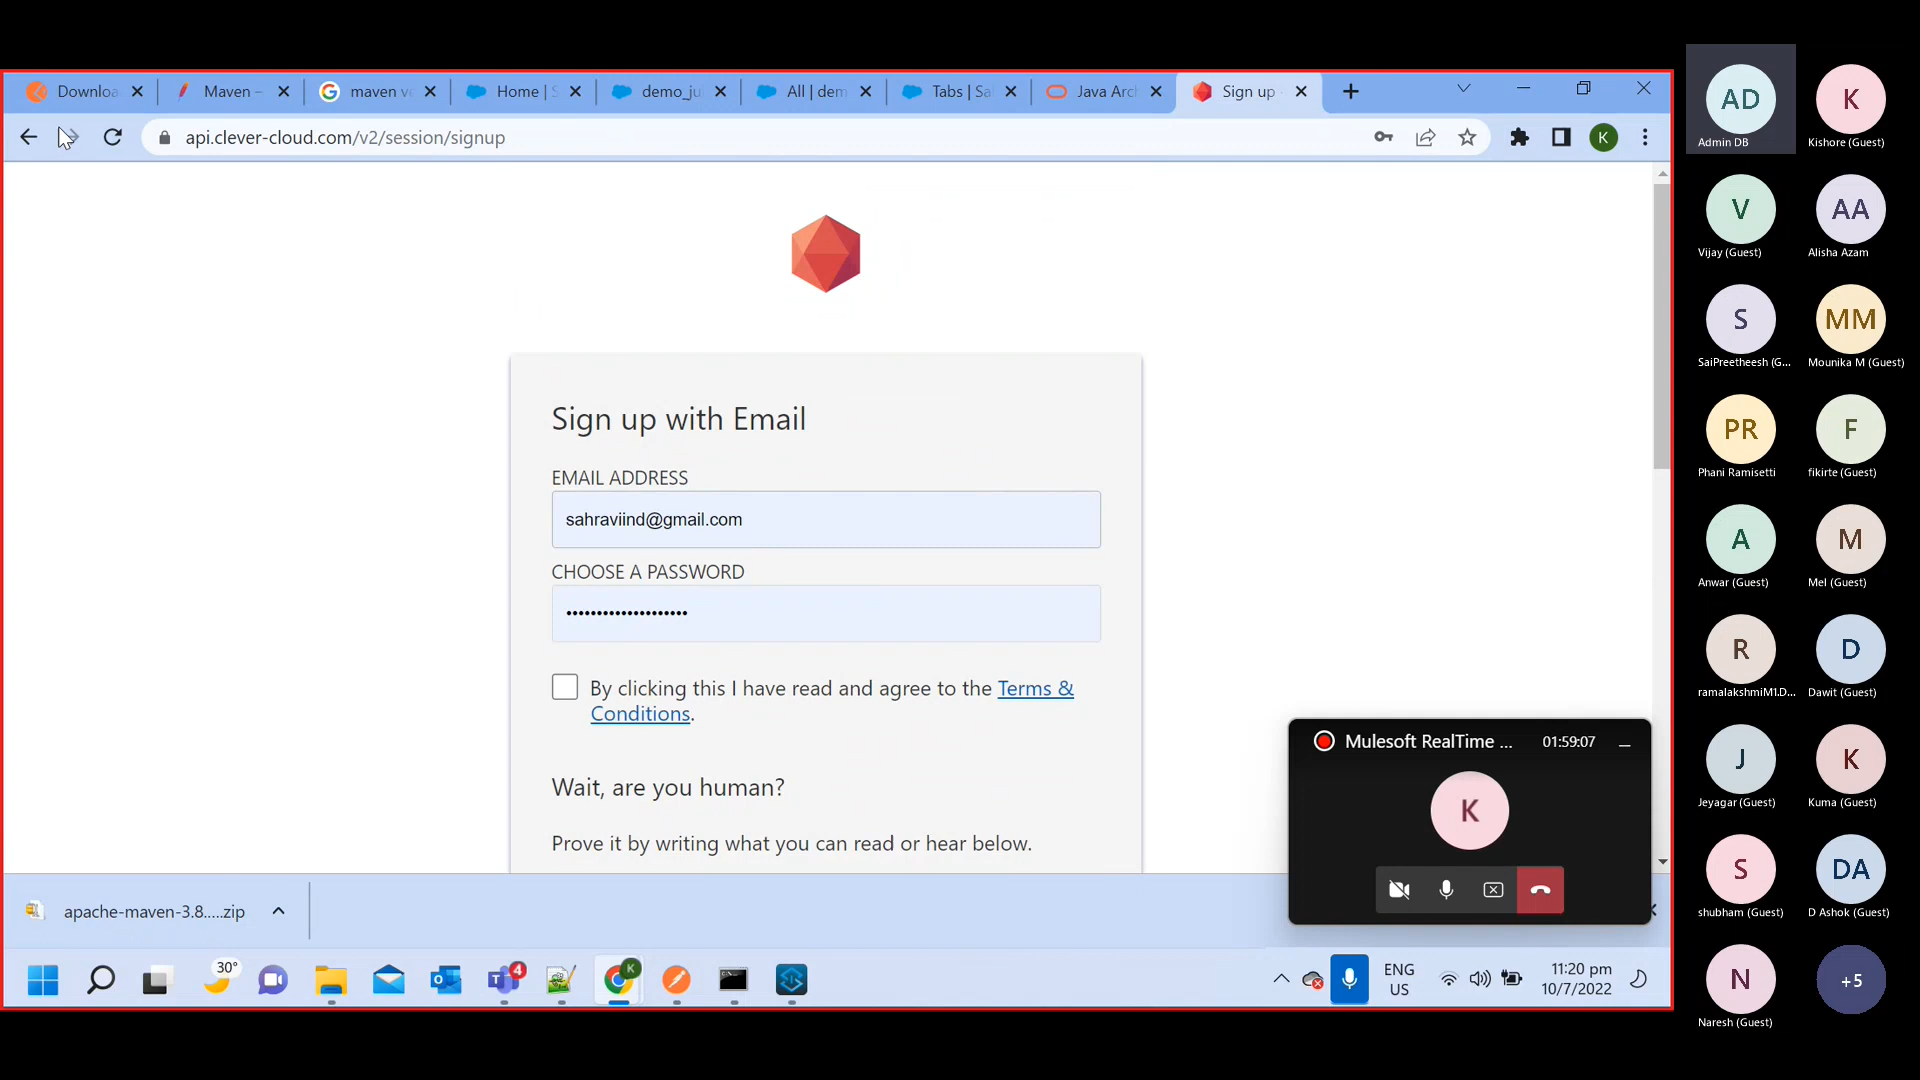 Downloa
Maven –
maven ve
Home | S
demo_ju
All | dem
Tabs | Sa
Java Arch
Sign up -
api.clever-cloud.com/v2/session/signup
K
Sign up with Email
EMAIL ADDRESS
sahraviind@gmail.com
CHOOSE A PASSWORD
••••••••••••••••••••
By clicking this I have read and agree to the Terms &
Conditions.
Wait, are you human?
Prove it by writing what you can read or hear below.
Mulesoft RealTime ...
01:59:07
K
apache-maven-3.8.....zip
30°
4
K
ENG
US
11:20 pm
10/7/2022
AD
Admin DB
K
Kishore (Guest)
V
Vijay (Guest)
AA
Alisha Azam
S
SaiPreetheesh (G...
MM
Mounika M (Guest)
PR
Phani Ramisetti
F
fikirte (Guest)
A
Anwar (Guest)
M
Mel (Guest)
R
ramalakshmiM1.D...
D
Dawit (Guest)
J
Jeyagar (Guest)
K
Kuma (Guest)
S
shubham (Guest)
DA
D Ashok (Guest)
N
Naresh (Guest)
+5